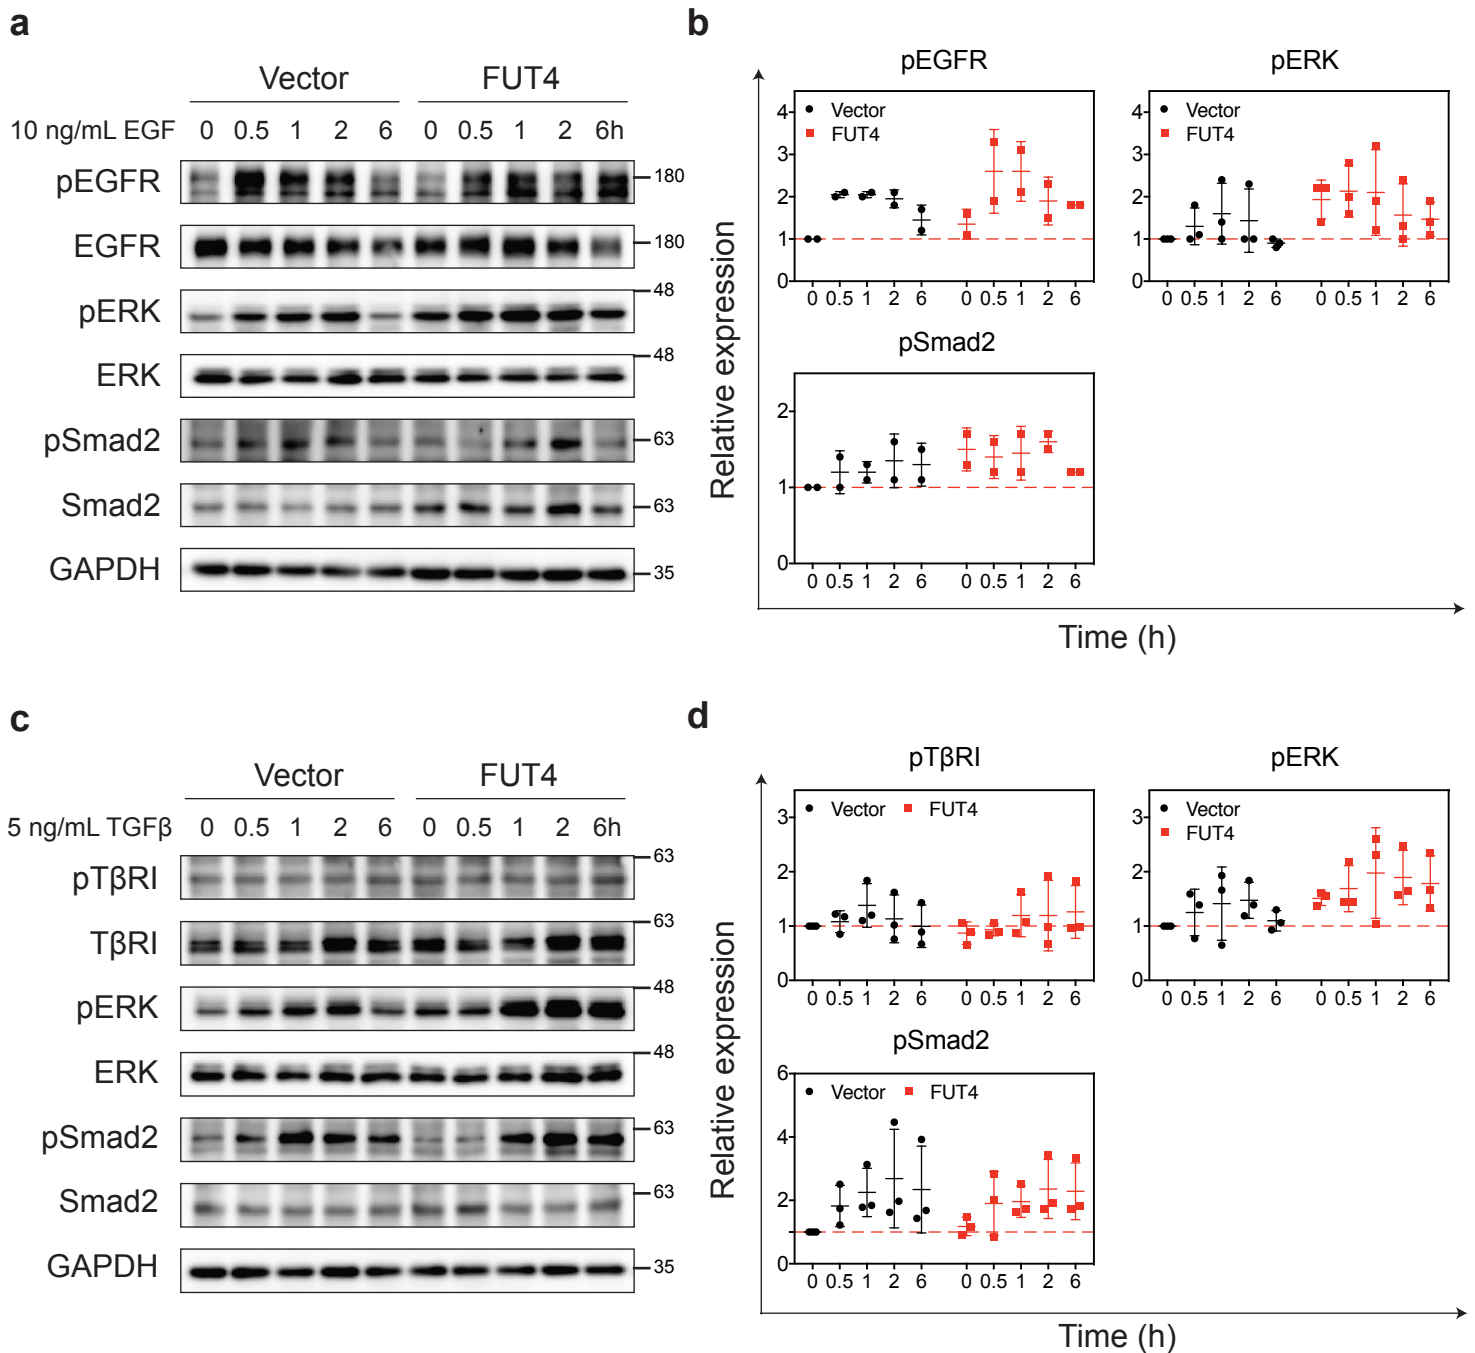 a
Vector FUT4
10 ng/mL EGF 0 0.5 1 2 6 0 0.5 1 2 6h
pEGFR 180
EGFR 180
pERK 48
ERK 48
pSmad2 63
Smad2 63
GAPDH 35
b
pEGFR
4
3
2
1
0
Vector
FUT4
0 0.5 1 2 6 0 0.5 1 2 6
pERK
4
3
2
1
0
Vector
FUT4
0 0.5 1 2 6 0 0.5 1 2 6
pSmad2
2
1
0
0 0.5 1 2 6 0 0.5 1 2 6
Relative expression
Time (h)
c
Vector FUT4
5 ng/mL TGFβ 0 0.5 1 2 6 0 0.5 1 2 6h
pTβRI 63
TβRI 63
pERK 48
ERK 48
pSmad2 63
Smad2 63
GAPDH 35
d
pTβRI
3
2
1
0
Vector FUT4
0 0.5 1 2 6 0 0.5 1 2 6
pERK
3
2
1
0
Vector
FUT4
0 0.5 1 2 6 0 0.5 1 2 6
pSmad2
6
4
2
0
Vector FUT4
0 0.5 1 2 6 0 0.5 1 2 6
Relative expression
Time (h)